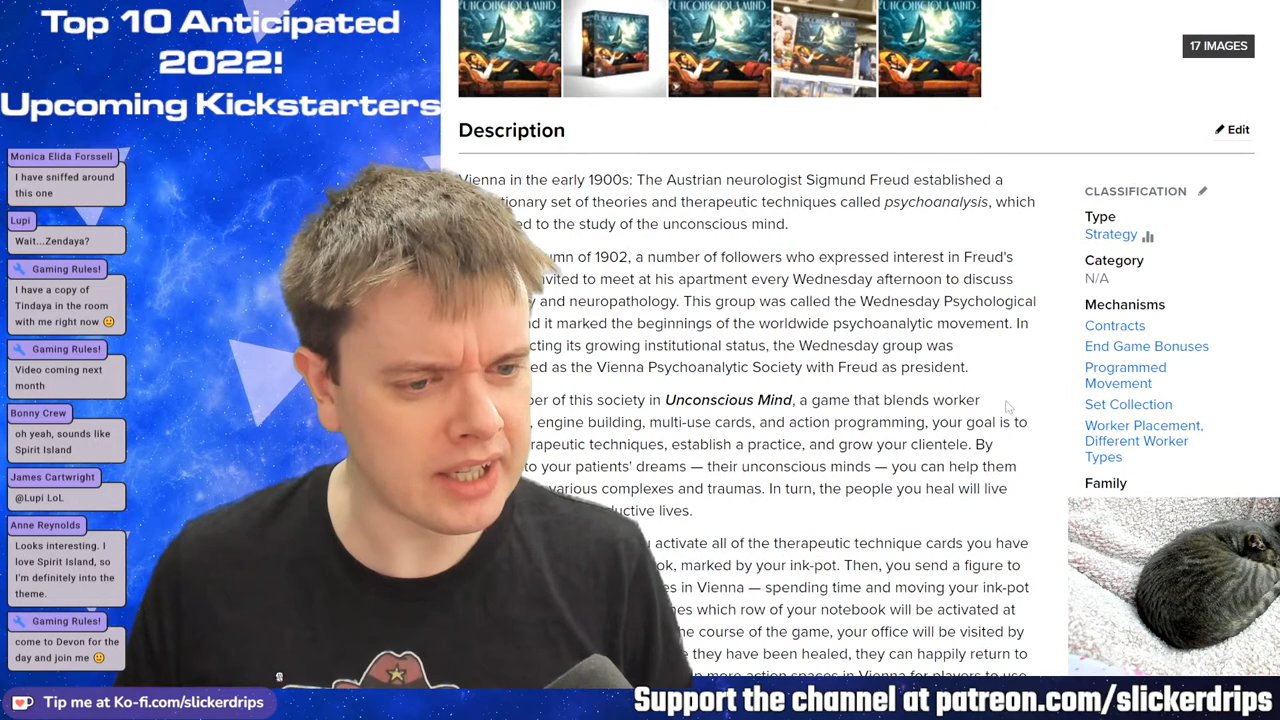 Top 10 Anticipated
2022!
Upcoming Kickstarters
Monica Elida Forssell
I have sniffed around
this one
Lupi
Wait...Zendaya?
Gaming Rules!
I have a copy of
Tindaya in the room
with me right now
Gaming Rules!
Video coming next
month
Bonny Crew
oh yeah, sounds like
Spirit Island
James Cartwright
@Lupi LoL
Anne Reynolds
Looks interesting. I
love Spirit Island, so
I'm definitely into the
theme.
Gaming Rules!
come to Devon for the
day and join me
Tip me at Ko-fi.com/slickerdrips
UNCONSCIOUS MIND
UNCONSCIOUS MIND
UNCONSCIOUS MIND
17 IMAGES
Description
Edit
Vienna in the early 1900s: The Austrian neurologist Sigmund Freud established a
tionary set of theories and therapeutic techniques called psychoanalysis, which
ed to the study of the unconscious mind.
umn of 1902, a number of followers who expressed interest in Freud's
nvited to meet at his apartment every Wednesday afternoon to discuss
y and neuropathology. This group was called the Wednesday Psychological
nd it marked the beginnings of the worldwide psychoanalytic movement. In
cting its growing institutional status, the Wednesday group was
ed as the Vienna Psychoanalytic Society with Freud as president.
ber of this society in Unconscious Mind, a game that blends worker
, engine building, multi-use cards, and action programming, your goal is to
rapeutic techniques, establish a practice, and grow your clientele. By
to your patients' dreams — their unconscious minds — you can help them
various complexes and traumas. In turn, the people you heal will live
ductive lives.
u activate all of the therapeutic technique cards you have
ok, marked by your ink-pot. Then, you send a figure to
es in Vienna — spending time and moving your ink-pot
nes which row of your notebook will be activated at
he course of the game, your office will be visited by
e they have been healed, they can happily return to
more action spaces in Vienna for players to use
CLASSIFICATION
Type
Strategy
Category
N/A
Mechanisms
Contracts
End Game Bonuses
Programmed
Movement
Set Collection
Worker Placement,
Different Worker
Types
Family
Support the channel at patreon.com/slickerdrips